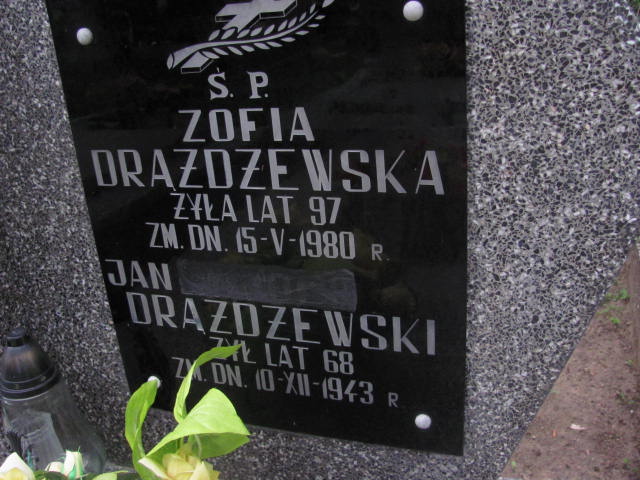 Ś. P.
ZOFIA
DRĄŻDŻEWSKA
ŻYŁA LAT 97
ZM. DN. 15-V-1980 R.
JAN
DRĄŻDŻEWSKI
ŻYŁ LAT 68
ZM. DN. 10-XII-1943 R